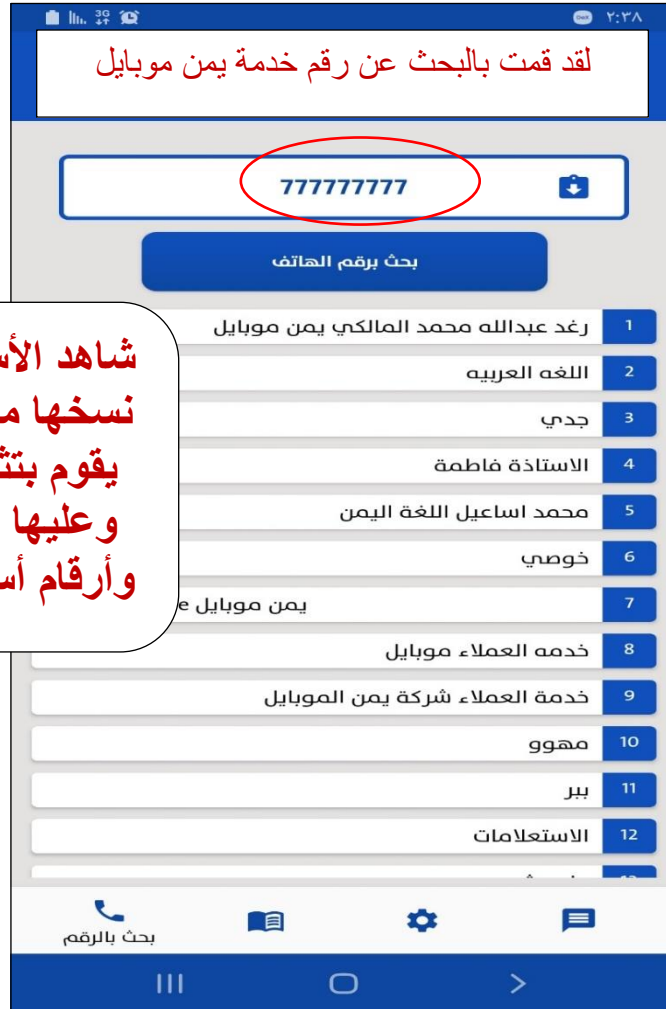 3G
٢:٣٨
لقد قمت بالبحث عن رقم خدمة يمن موبايل
777777777
بحث برقم الهاتف
1 رغد عبدالله محمد المالكي يمن موبايل
2 اللغه العربيه
3 جدي
4 الاستاذة فاطمة
5 محمد اساعيل اللغة اليمن
6 خوصي
7 يمن موبايل e
8 خدمه العملاء موبايل
9 خدمة العملاء شركة يمن الموبايل
10 مهوو
11 ببر
12 الاستعلامات
شاهد
نسخها
يقوم
وعليها
وأرقام
بحث بالرقم